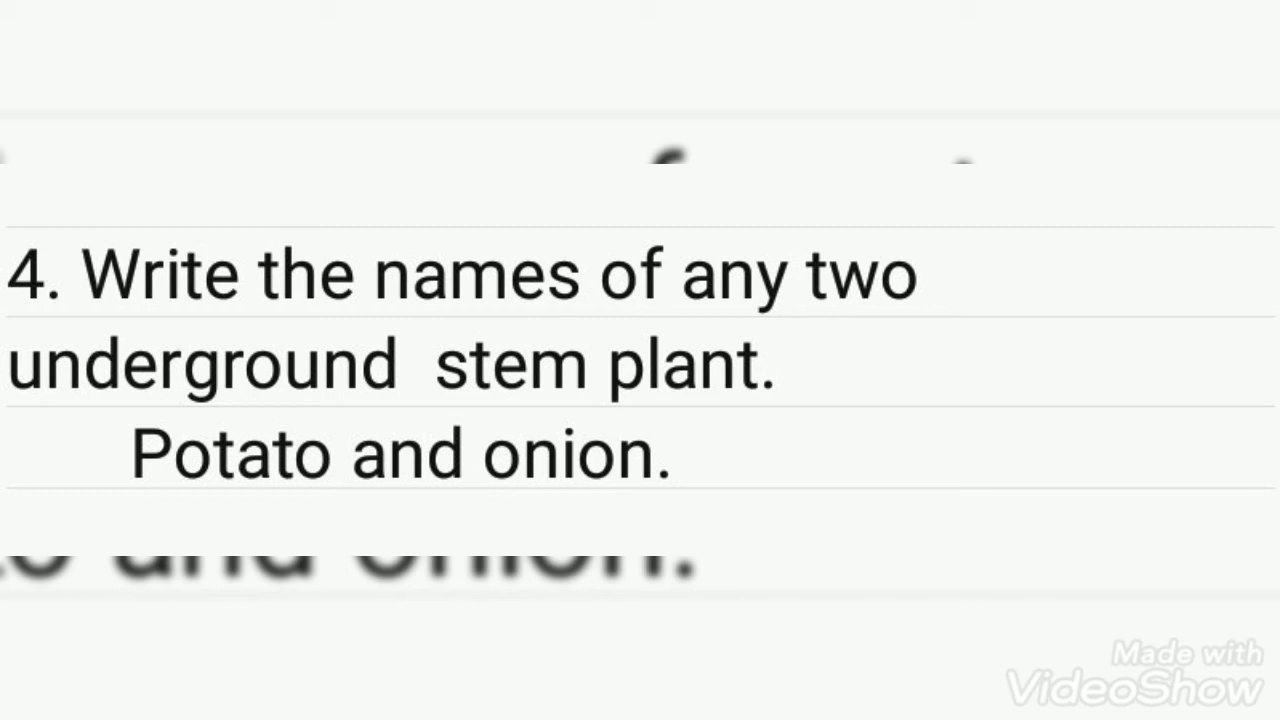 4. Write the names of any two
underground  stem plant.
Potato and onion.
Made with
VideoShow